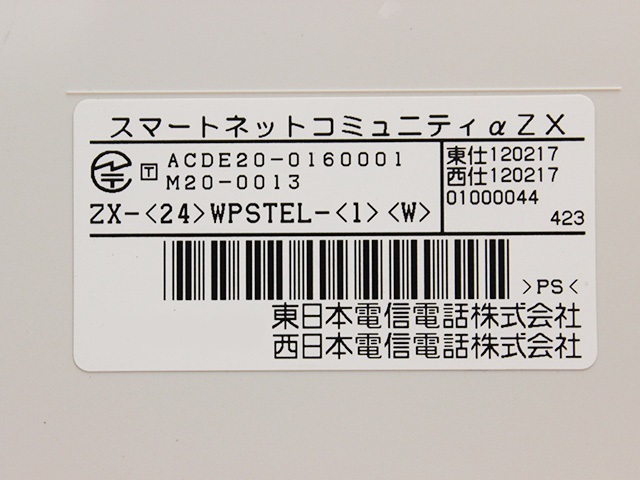 スマートネットコミュニティαZX
T ACDE20-0160001
M20-0013
東仕120217
西仕120217
01000044
423
ZX-<24>WPSTEL-<1><W>
>PS<
東日本電信電話株式会社
西日本電信電話株式会社